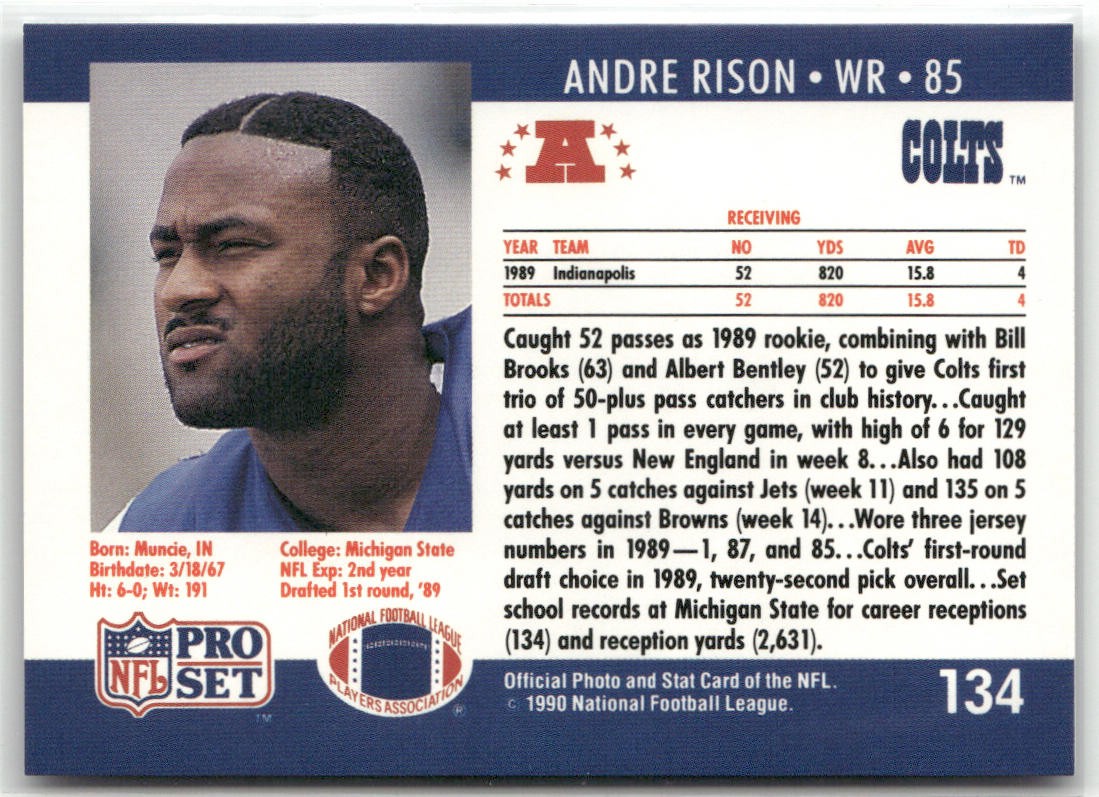 ANDRE RISON • WR • 85
A
COLTS
TM
RECEIVING
YEAR TEAM NO YDS AVG TD
1989 Indianapolis 52 820 15.8 4
TOTALS 52 820 15.8 4
Caught 52 passes as 1989 rookie, combining with Bill
Brooks (63) and Albert Bentley (52) to give Colts first
trio of 50-plus pass catchers in club history...Caught
at least 1 pass in every game, with high of 6 for 129
yards versus New England in week 8...Also had 108
yards on 5 catches against Jets (week 11) and 135 on 5
catches against Browns (week 14)...Wore three jersey
numbers in 1989—1, 87, and 85...Colts' first-round
draft choice in 1989, twenty-second pick overall...Set
school records at Michigan State for career receptions
(134) and reception yards (2,631).
Born: Muncie, IN
Birthdate: 3/18/67
Ht: 6-0; Wt: 191
College: Michigan State
NFL Exp: 2nd year
Drafted 1st round, '89
NFL PRO SET
TM
NATIONAL FOOTBALL LEAGUE
PLAYERS ASSOCIATION
®
Official Photo and Stat Card of the NFL.
© 1990 National Football League.
134